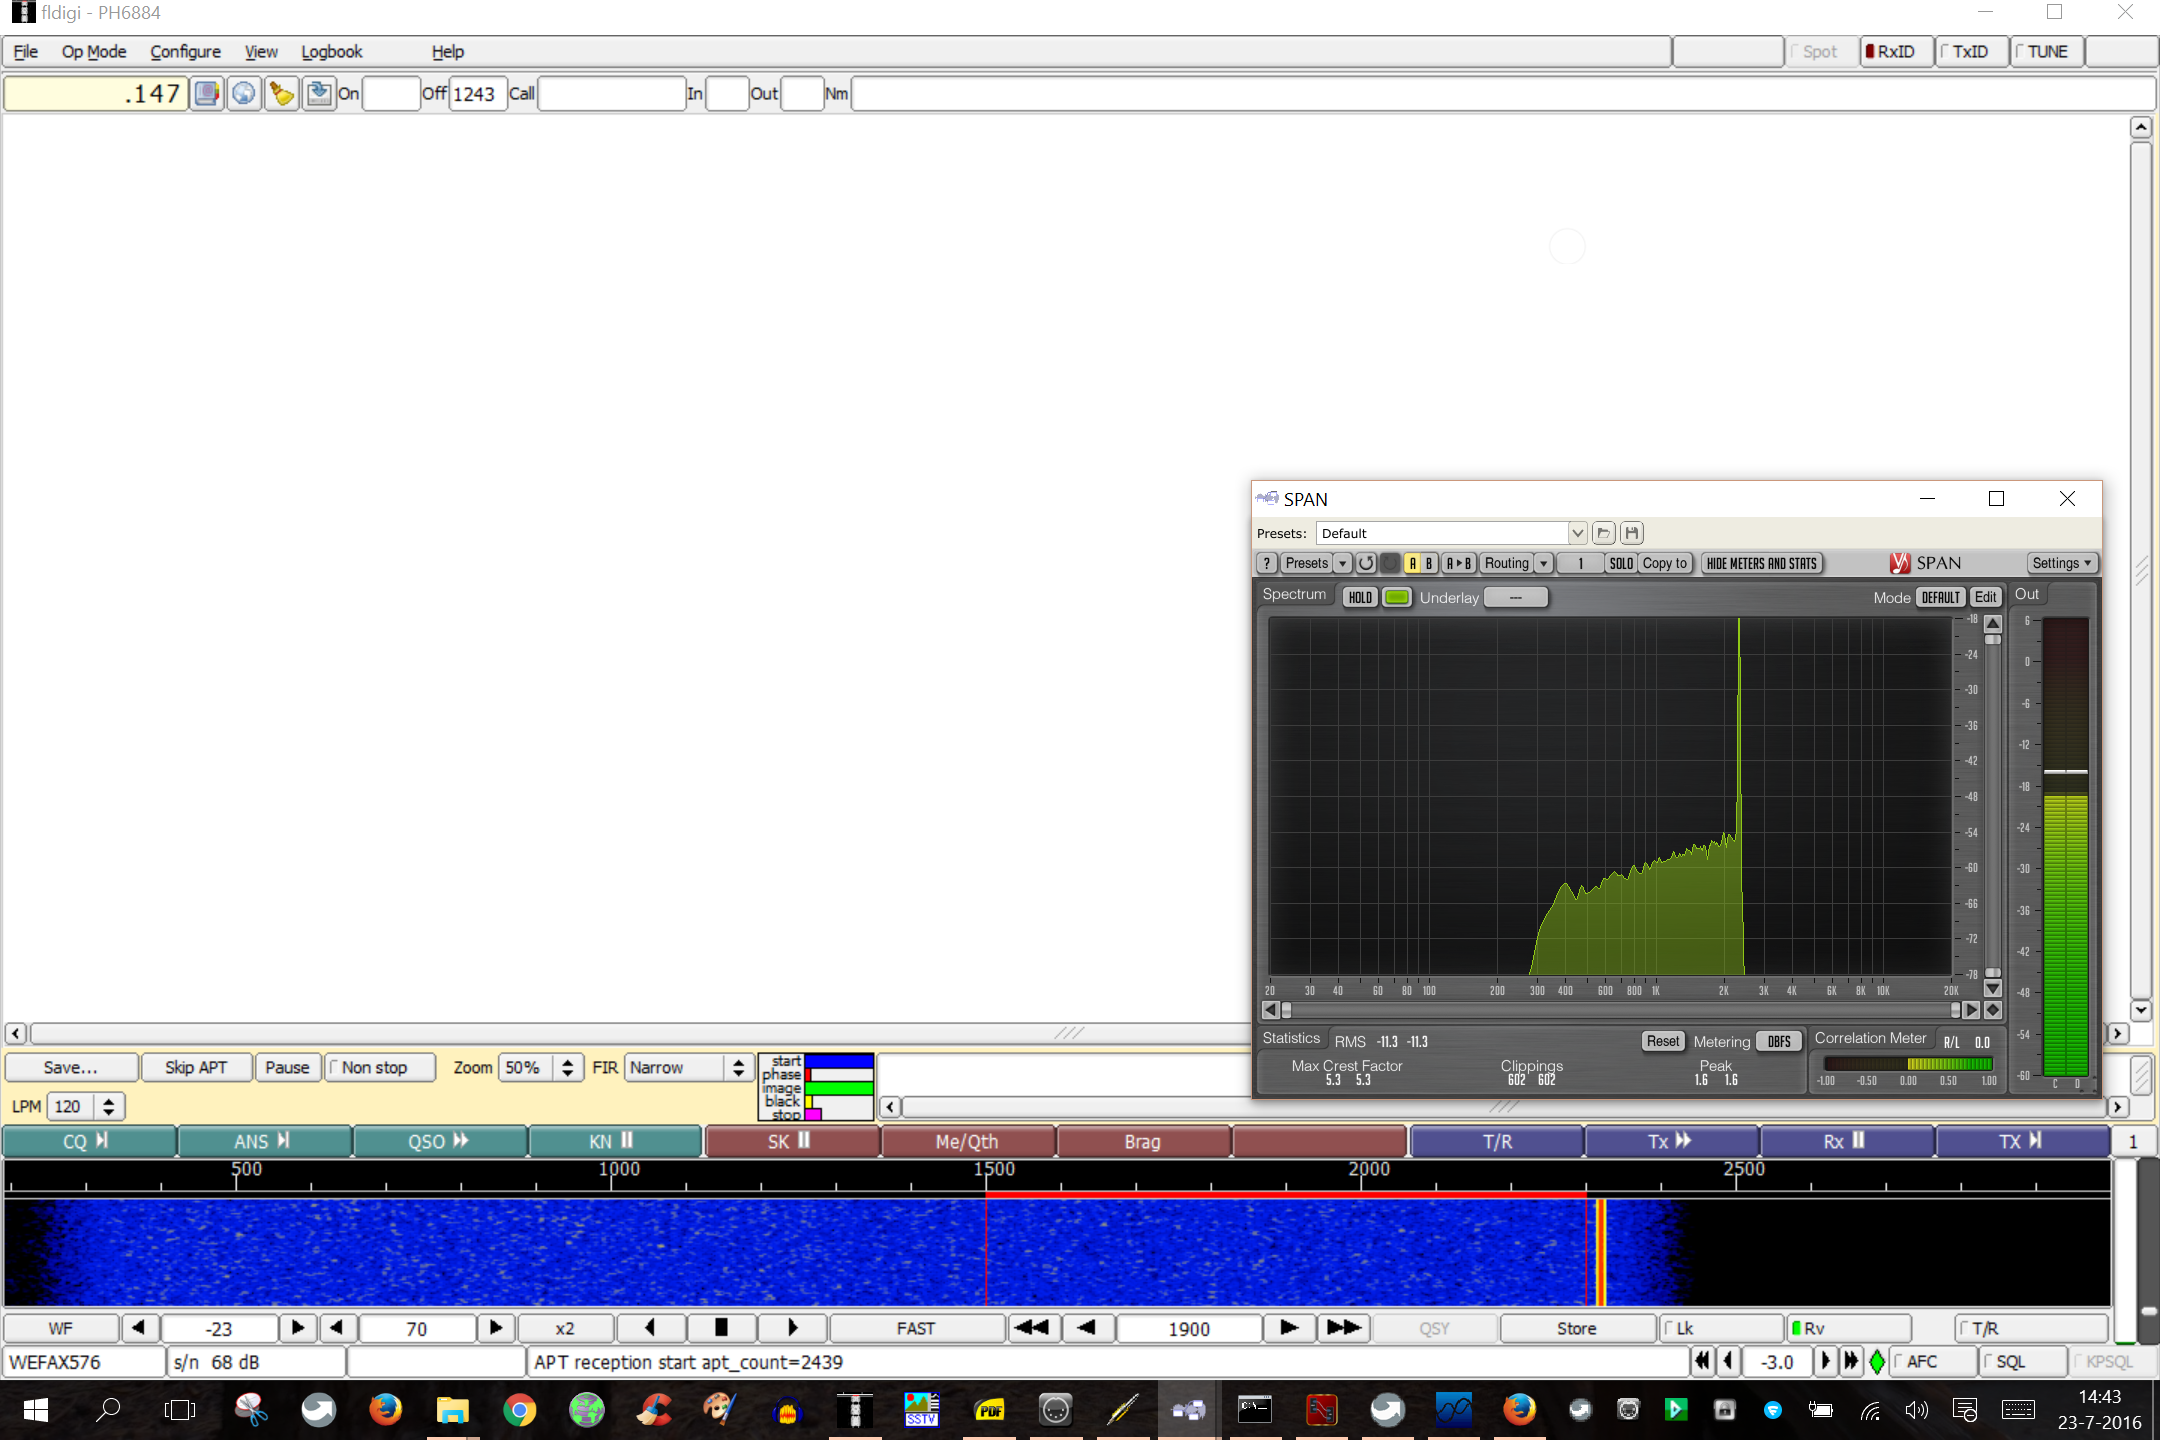 fldigi - PH6884
File Op Mode Configure View Logbook Help Spot RxID TxID TUNE
.147 On Off 1243 Call In Out Nm
SPAN
Presets: Default
? Presets A B A▸B Routing 1 SOLO Copy to HIDE METERS AND STATS SPAN Settings
Spectrum HOLD Underlay --- Mode DEFAULT Edit Out
-18
-24
-30
-36
-42
-48
-54
-60
-66
-72
-78
6
0
-6
-12
-18
-24
-30
-36
-42
-48
-54
-60
20 30 40 60 80 100 200 300 400 600 800 1K 2K 3K 4K 6K 8K 10K 20K
Statistics RMS -11.3 -11.3 Reset Metering DBFS Correlation Meter R/L 0.0
Max Crest Factor Clippings Peak
5.3 5.3 602 602 1.6 1.6
-1.00 -0.50 0.00 0.50 1.00
Save... Skip APT Pause Non stop Zoom 50% FIR Narrow
start
phase
image
black
stop
LPM 120
CQ ANS QSO KN SK Me/Qth Brag T/R Tx Rx TX 1
500 1000 1500 2000 2500
WF -23 70 x2 FAST 1900 QSY Store Lk Rv T/R
WEFAX576 s/n 68 dB APT reception start apt_count=2439 -3.0 AFC SQL KPSQL
SSTV PDF C:\
14:43
23-7-2016